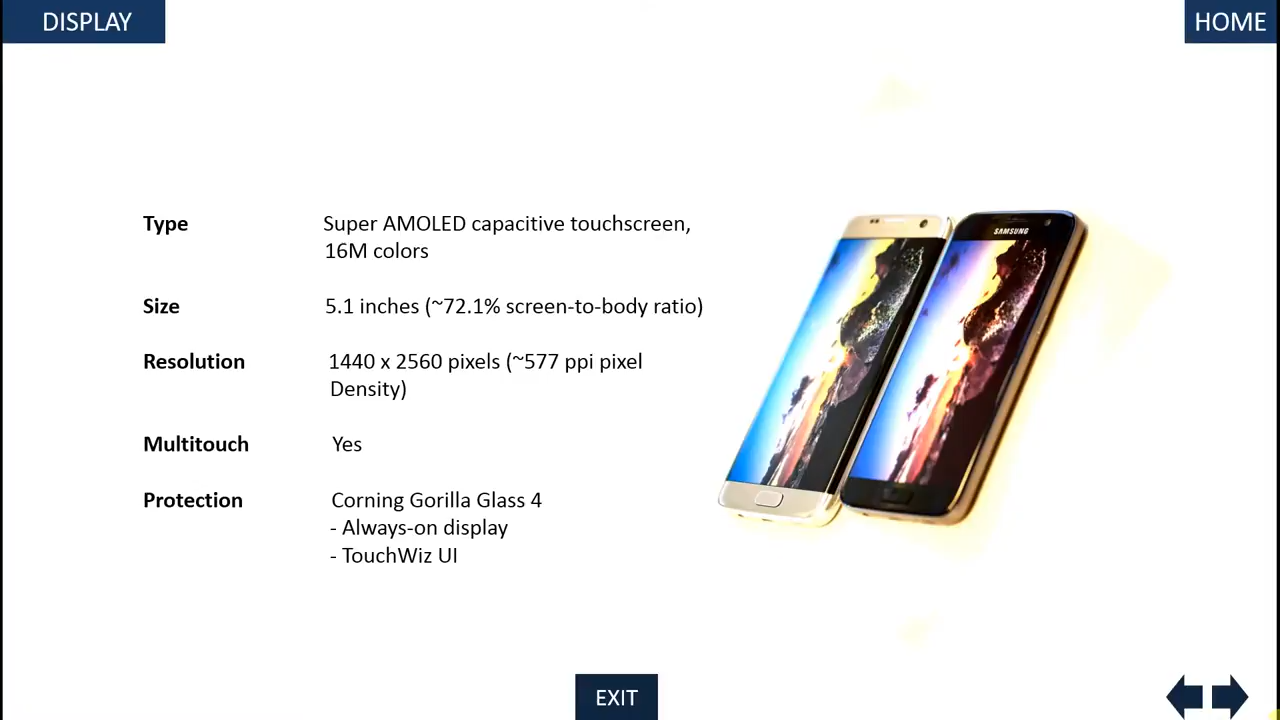 DISPLAY
HOME
Type Super AMOLED capacitive touchscreen,
16M colors
Size 5.1 inches (~72.1% screen-to-body ratio)
Resolution 1440 x 2560 pixels (~577 ppi pixel
Density)
Multitouch Yes
Protection Corning Gorilla Glass 4
- Always-on display
- TouchWiz UI
SAMSUNG
EXIT